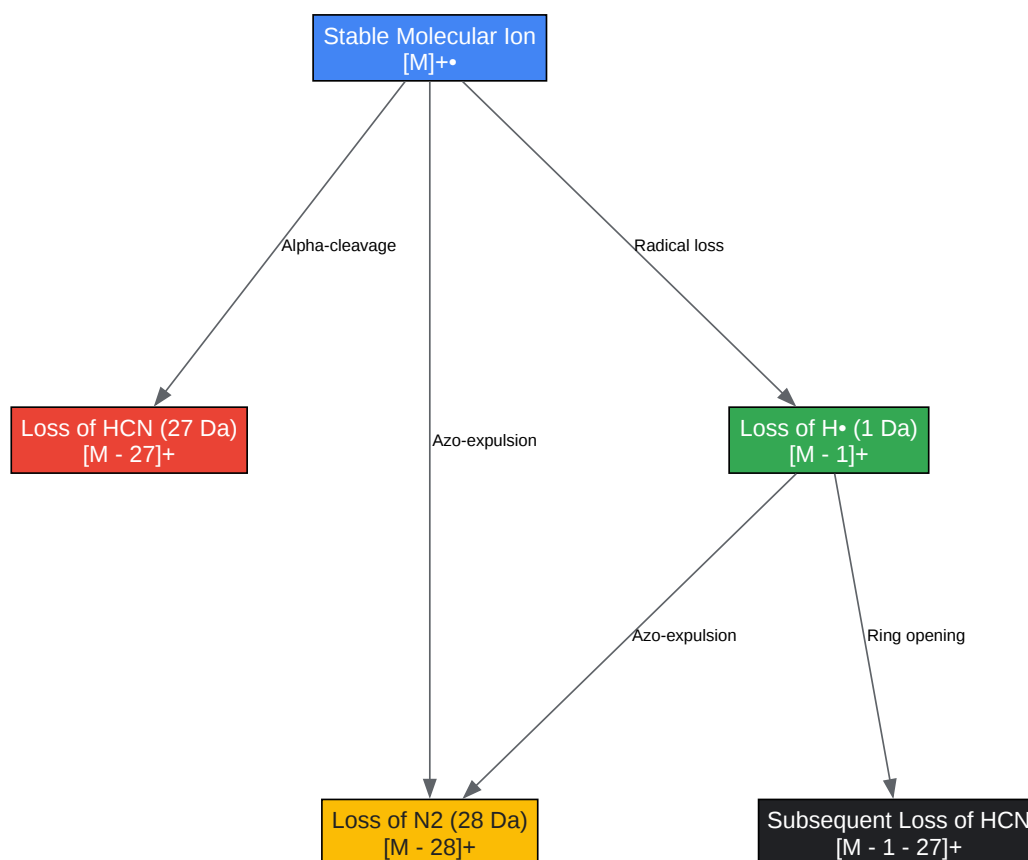 Stable Molecular Ion
[M]+•
Alpha-cleavage
Radical loss
Loss of HCN (27 Da)
[M - 27]+
Azo-expulsion
Loss of H• (1 Da)
[M - 1]+
Azo-expulsion
Ring opening
Loss of N2 (28 Da)
[M - 28]+
Subsequent Loss of HCN
[M - 1 - 27]+